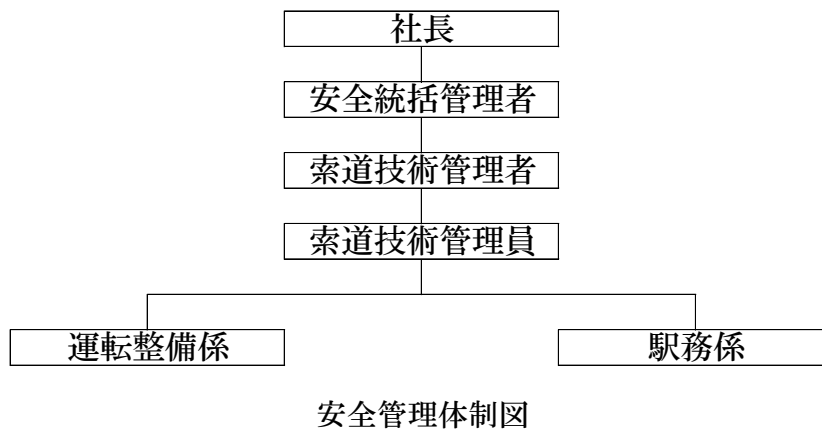 社長
安全統括管理者
索道技術管理者
索道技術管理員
運転整備係
駅務係
安全管理体制図